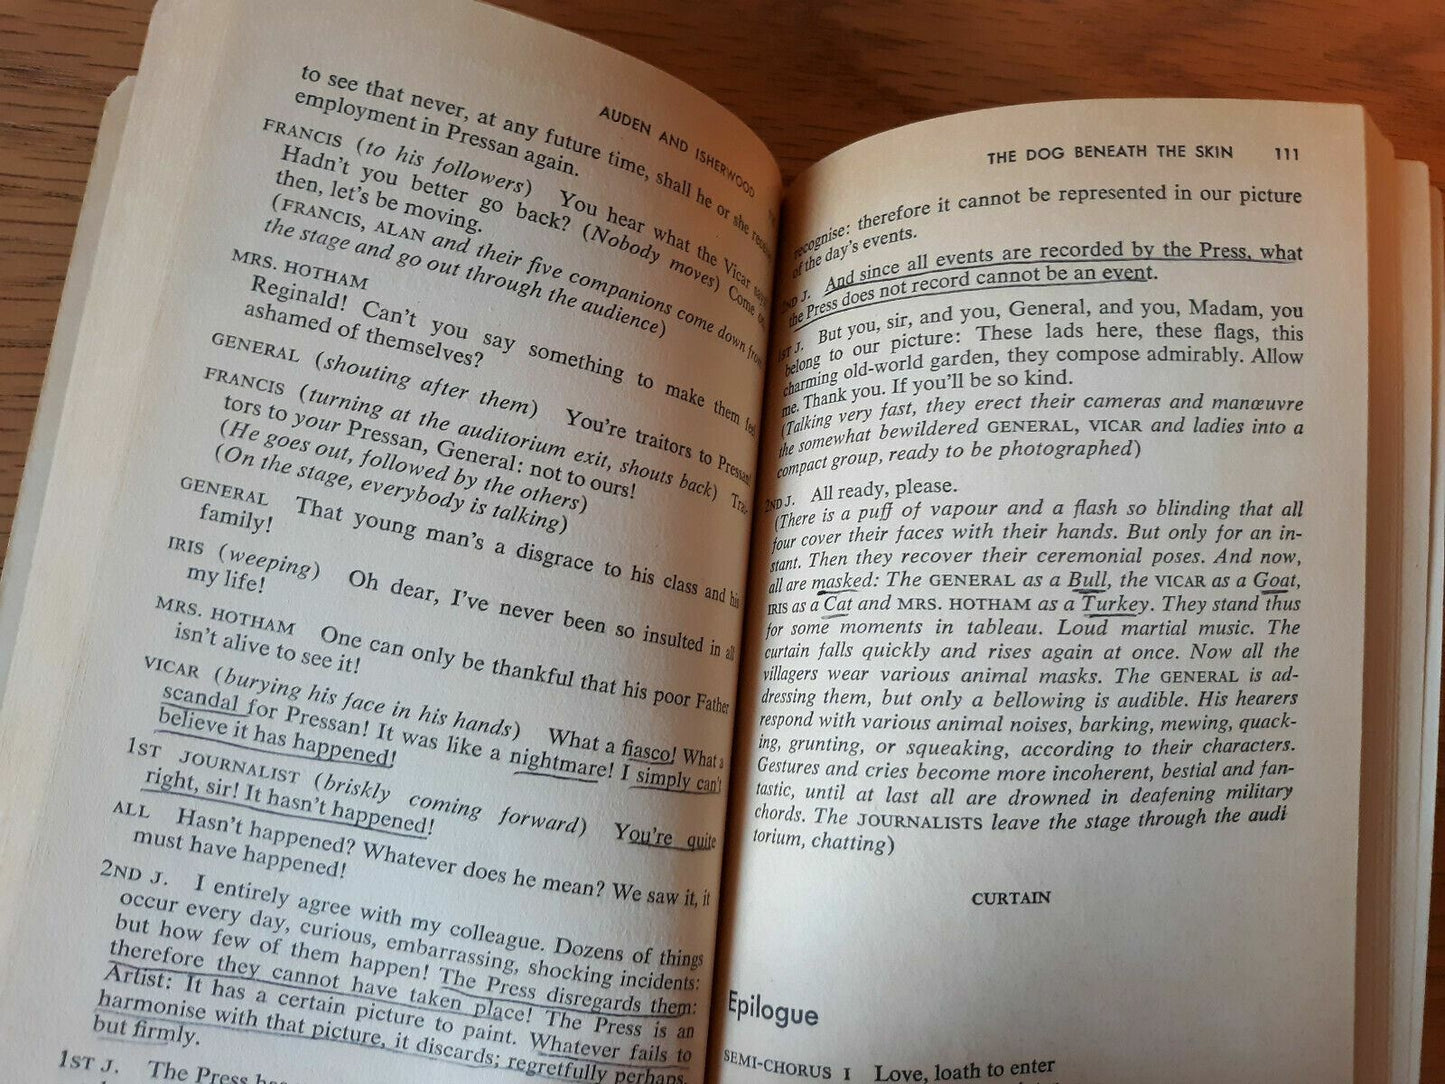 AUDEN AND ISHERWOOD
to see that never, at any future time, shall he or she receive
employment in Pressan again.
FRANCIS (to his followers) You hear what the Vicar says.
Hadn't you better go back? (Nobody moves) Come on,
then, let's be moving.
(FRANCIS, ALAN and their five companions come down from
the stage and go out through the audience)
MRS. HOTHAM
Reginald! Can't you say something to make them feel
ashamed of themselves?
GENERAL (shouting after them) You're traitors to Pressan!
FRANCIS (turning at the auditorium exit, shouts back) Trai-
tors to your Pressan, General: not to ours!
(He goes out, followed by the others)
(On the stage, everybody is talking)
GENERAL That young man's a disgrace to his class and his
family!
IRIS (weeping) Oh dear, I've never been so insulted in all
my life!
MRS. HOTHAM One can only be thankful that his poor Father
isn't alive to see it!
VICAR (burying his face in his hands) What a fiasco! What a
scandal for Pressan! It was like a nightmare! I simply can't
believe it has happened!
1ST JOURNALIST (briskly coming forward) You're quite
right, sir! It hasn't happened!
ALL Hasn't happened? Whatever does he mean? We saw it, it
must have happened!
2ND J. I entirely agree with my colleague. Dozens of things
occur every day, curious, embarrassing, shocking incidents:
but how few of them happen! The Press disregards them:
therefore they cannot have taken place! The Press is an
Artist: It has a certain picture to paint. Whatever fails to
harmonise with that picture, it discards; regretfully perhaps,
but firmly.
1ST J. The Press has
THE DOG BENEATH THE SKIN 111
recognise: therefore it cannot be represented in our picture
of the day's events.
2ND J. And since all events are recorded by the Press, what
the Press does not record cannot be an event.
1ST J. But you, sir, and you, General, and you, Madam, you
belong to our picture: These lads here, these flags, this
charming old-world garden, they compose admirably. Allow
me. Thank you. If you'll be so kind.
(Talking very fast, they erect their cameras and manœuvre
the somewhat bewildered GENERAL, VICAR and ladies into a
compact group, ready to be photographed)
2ND J. All ready, please.
(There is a puff of vapour and a flash so blinding that all
four cover their faces with their hands. But only for an in-
stant. Then they recover their ceremonial poses. And now,
all are masked: The GENERAL as a Bull, the VICAR as a Goat,
IRIS as a Cat and MRS. HOTHAM as a Turkey. They stand thus
for some moments in tableau. Loud martial music. The
curtain falls quickly and rises again at once. Now all the
villagers wear various animal masks. The GENERAL is ad-
dressing them, but only a bellowing is audible. His hearers
respond with various animal noises, barking, mewing, quack-
ing, grunting, or squeaking, according to their characters.
Gestures and cries become more incoherent, bestial and fan-
tastic, until at last all are drowned in deafening military
chords. The JOURNALISTS leave the stage through the audi
torium, chatting)
CURTAIN
Epilogue
SEMI-CHORUS I Love, loath to enter